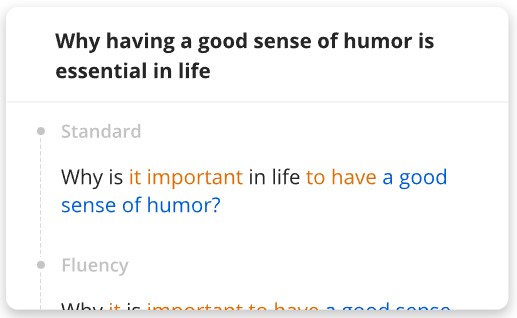 Why having a good sense of humor is
essential in life
Standard
Why is it important in life to have a good
sense of humor?
Fluency
Why it is important to have a good sense